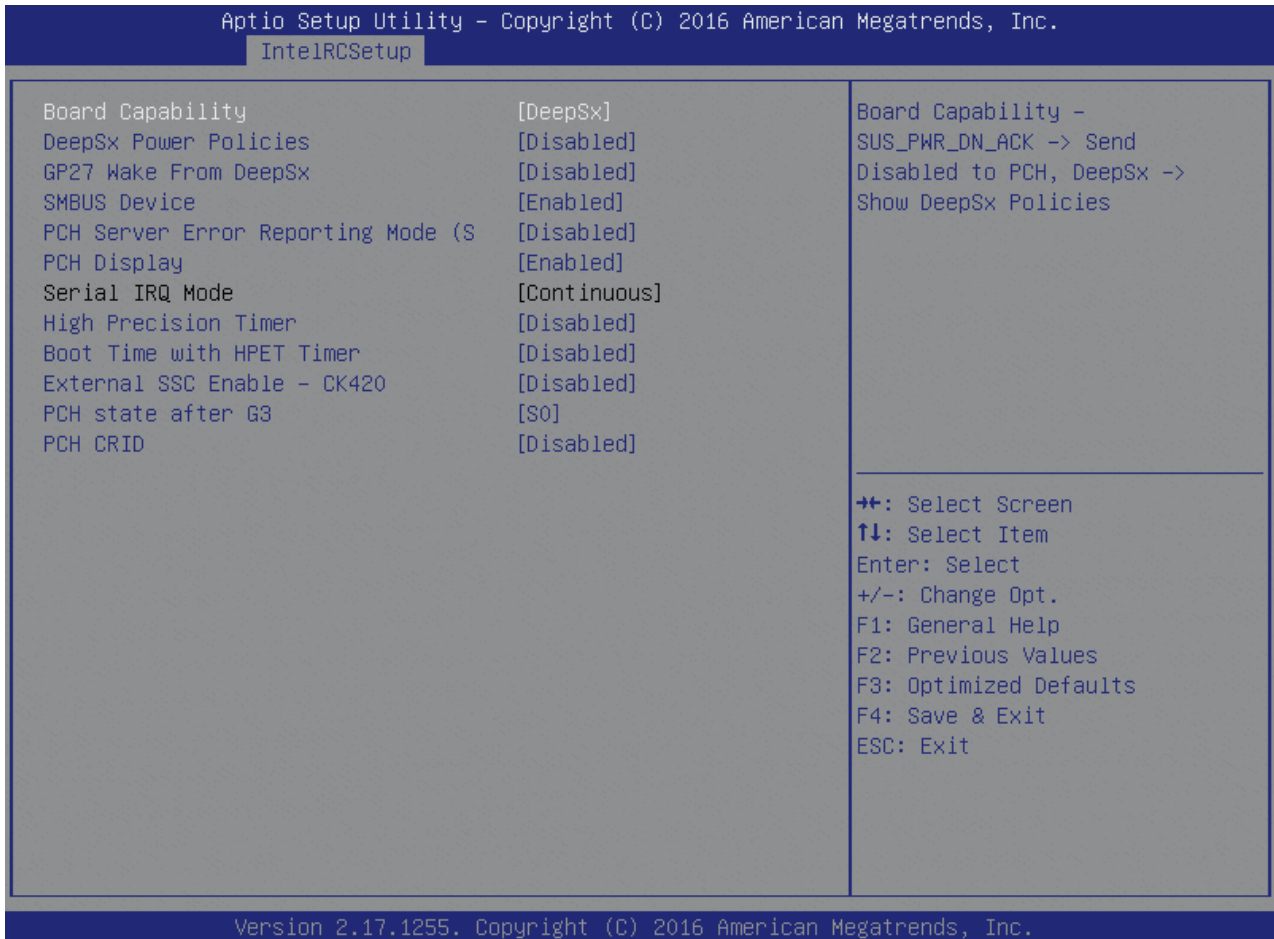 Aptio Setup Utility – Copyright (C) 2016 American Megatrends, Inc.
IntelRCSetup
Board Capability [DeepSx]
DeepSx Power Policies [Disabled]
GP27 Wake From DeepSx [Disabled]
SMBUS Device [Enabled]
PCH Server Error Reporting Mode (S [Disabled]
PCH Display [Enabled]
Serial IRQ Mode [Continuous]
High Precision Timer [Disabled]
Boot Time with HPET Timer [Disabled]
External SSC Enable – CK420 [Disabled]
PCH state after G3 [S0]
PCH CRID [Disabled]
Board Capability –
SUS_PWR_DN_ACK –> Send
Disabled to PCH, DeepSx –>
Show DeepSx Policies
→←: Select Screen
↑↓: Select Item
Enter: Select
+/–: Change Opt.
F1: General Help
F2: Previous Values
F3: Optimized Defaults
F4: Save & Exit
ESC: Exit
Version 2.17.1255. Copyright (C) 2016 American Megatrends, Inc.